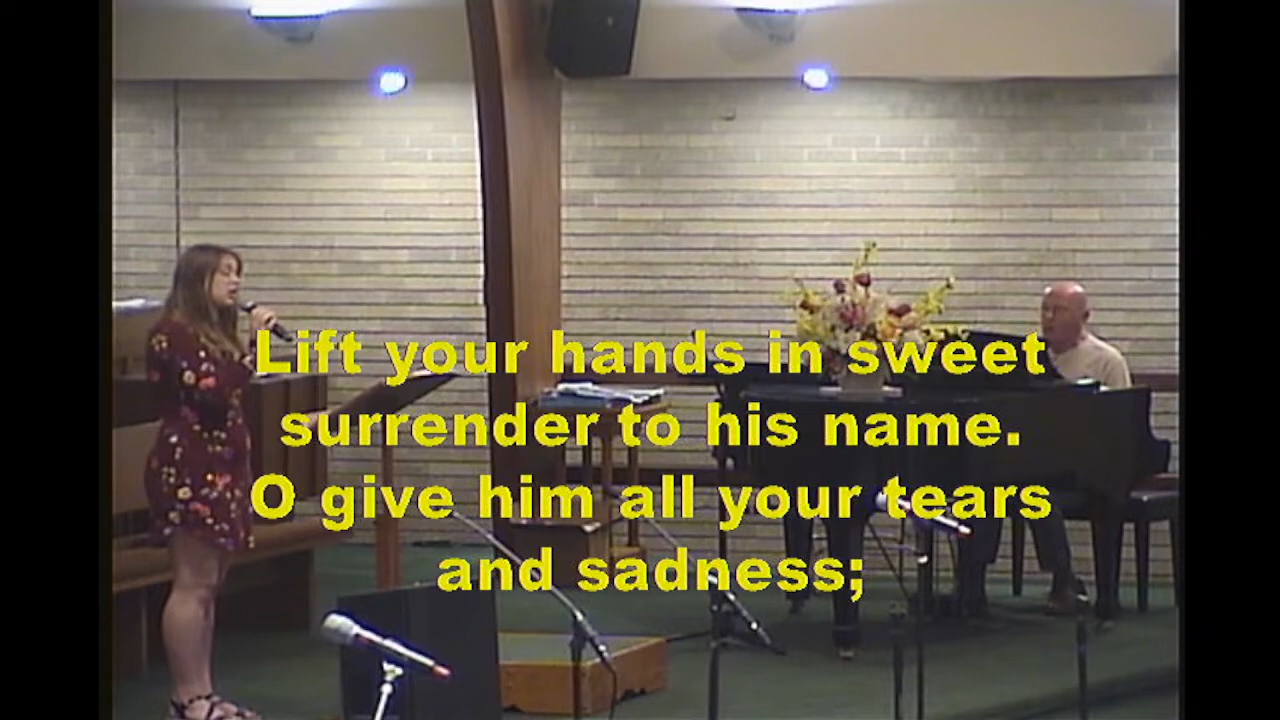 Lift your hands in sweet
surrender to his name.
O give him all your tears
and sadness;